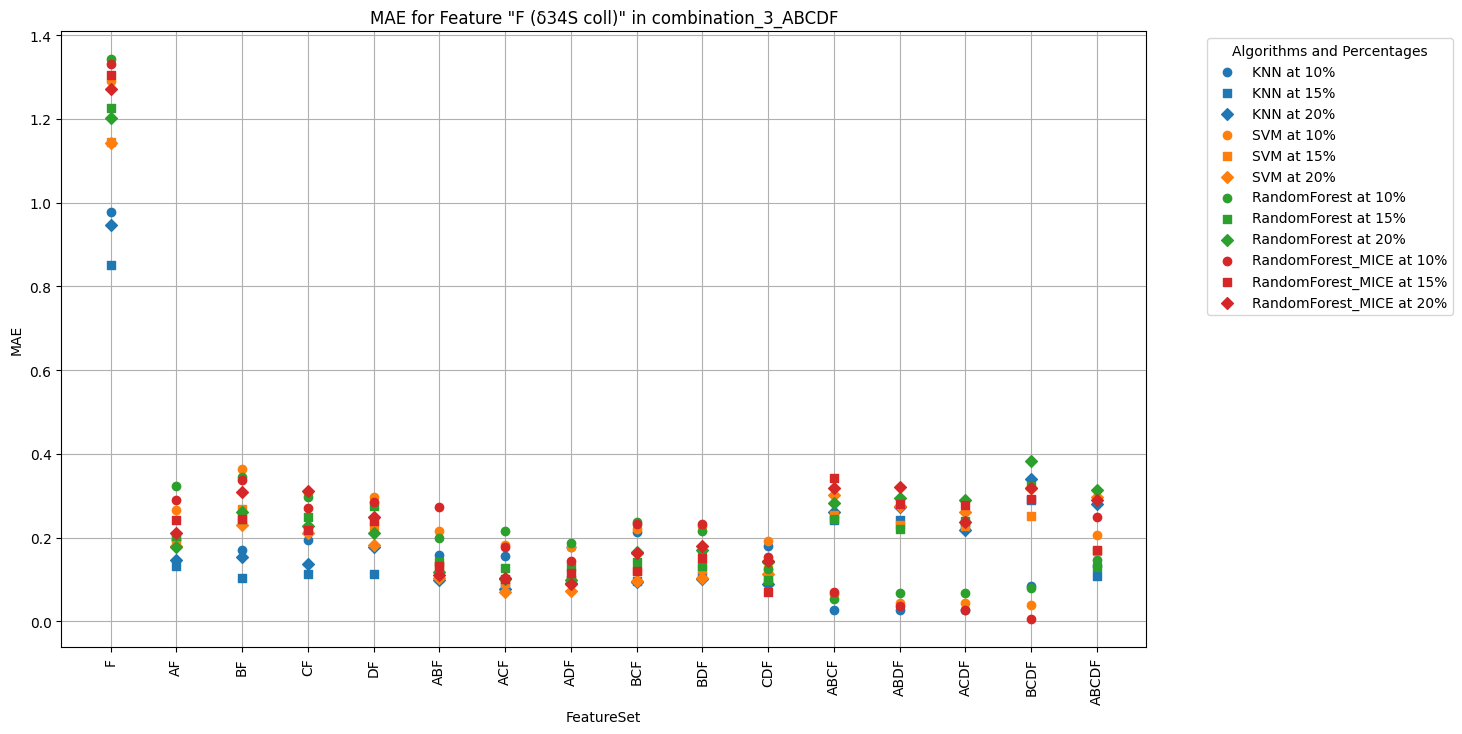 MAE for Feature "F (δ34S coll)" in combination_3_ABCDF
MAE
1.4
1.2
1.0
0.8
0.6
0.4
0.2
0.0
F
AF
BF
CF
DF
ABF
ACF
ADF
BCF
BDF
CDF
ABCF
ABDF
ACDF
BCDF
ABCDF
FeatureSet
Algorithms and Percentages
KNN at 10%
KNN at 15%
KNN at 20%
SVM at 10%
SVM at 15%
SVM at 20%
RandomForest at 10%
RandomForest at 15%
RandomForest at 20%
RandomForest_MICE at 10%
RandomForest_MICE at 15%
RandomForest_MICE at 20%